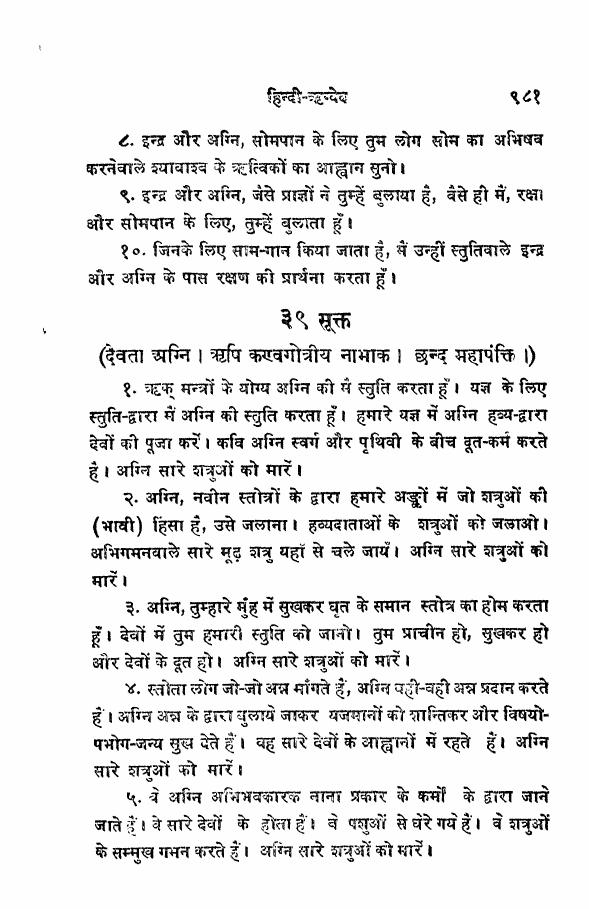 हिन्दी-ऋग्वेद ९८१
८. इन्द्र और अग्नि, सोमपान के लिए तुम लोग सोम का अभिषव
करनेवाले श्यावाश्व के ऋत्विकों का आह्वान सुनो।
९. इन्द्र और अग्नि, जैसे प्राज्ञों ने तुम्हें बुलाया है, वैसे ही मैं, रक्षा
और सोमपान के लिए, तुम्हें बुलाता हूँ।
१०. जिनके लिए साम-गान किया जाता है, मैं उन्हीं स्तुतिवाले इन्द्र
और अग्नि के पास रक्षण की प्रार्थना करता हूँ।
३९ सूक्त
(देवता अग्नि। ऋषि कण्वगोत्रीय नाभाक। छन्द महापंक्ति।)
१. ऋक् मन्त्रों के योग्य अग्नि की मैं स्तुति करता हूँ। यज्ञ के लिए
स्तुति-द्वारा मैं अग्नि की स्तुति करता हूँ। हमारे यज्ञ में अग्नि हव्य-द्वारा
देवों की पूजा करें। कवि अग्नि स्वर्ग और पृथिवी के बीच दूत-कर्म करते
है। अग्नि सारे शत्रुओं को मारें।
२. अग्नि, नवीन स्तोत्रों के द्वारा हमारे अङ्गों में जो शत्रुओं की
(भावी) हिंसा है, उसे जलाना। हव्यदाताओं के शत्रुओं को जलाओ।
अभिगमनवाले सारे मूढ़ शत्रु यहाँ से चले जायँ। अग्नि सारे शत्रुओं को
मारें।
३. अग्नि, तुम्हारे मुँह में सुखकर घृत के समान स्तोत्र का होम करता
हूँ। देवों में तुम हमारी स्तुति को जानो। तुम प्राचीन हो, सुखकर हो
और देवों के दूत हो। अग्नि सारे शत्रुओं को मारें।
४. स्तोता लोग जो-जो अन्न माँगते हैं, अग्नि वही-वही अन्न प्रदान करते
हैं। अग्नि अन्न के द्वारा बुलाये जाकर यजमानों को शान्तिकर और विषयो-
पभोग-जन्य सुख देते हैं। वह सारे देवों के आह्वानों में रहते हैं। अग्नि
सारे शत्रुओं को मारें।
५. वे अग्नि अभिभवकारक नाना प्रकार के कर्मों के द्वारा जाने
जाते हैं। वे सारे देवों के होता हैं। वे पशुओं से घेरे गये हैं। वे शत्रुओं
के सम्मुख गमन करते हैं। अग्नि सारे शत्रुओं को मारें।